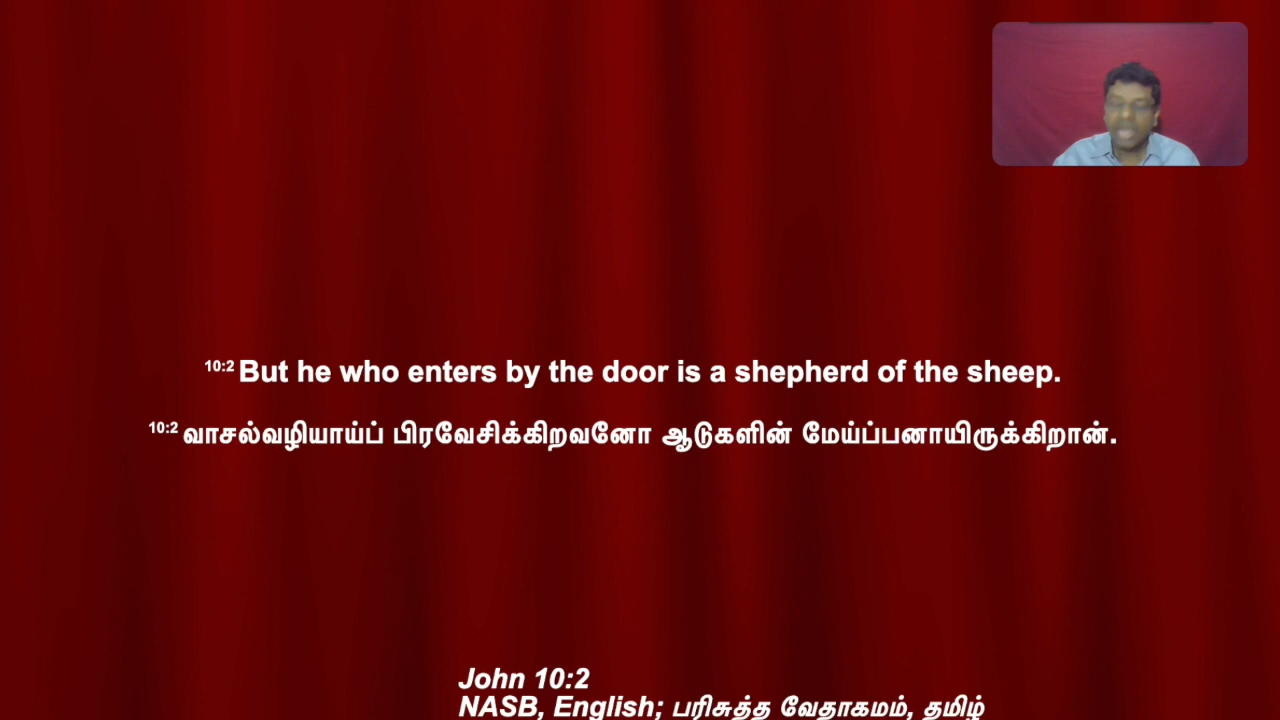 10:2 But he who enters by the door is a shepherd of the sheep.
10:2 வாசல்வழியாய்ப் பிரவேசிக்கிறவனோ ஆடுகளின் மேய்ப்பனாயிருக்கிறான்.
John 10:2
NASB, English; பரிசுத்த வேதாகமம், தமிழ்